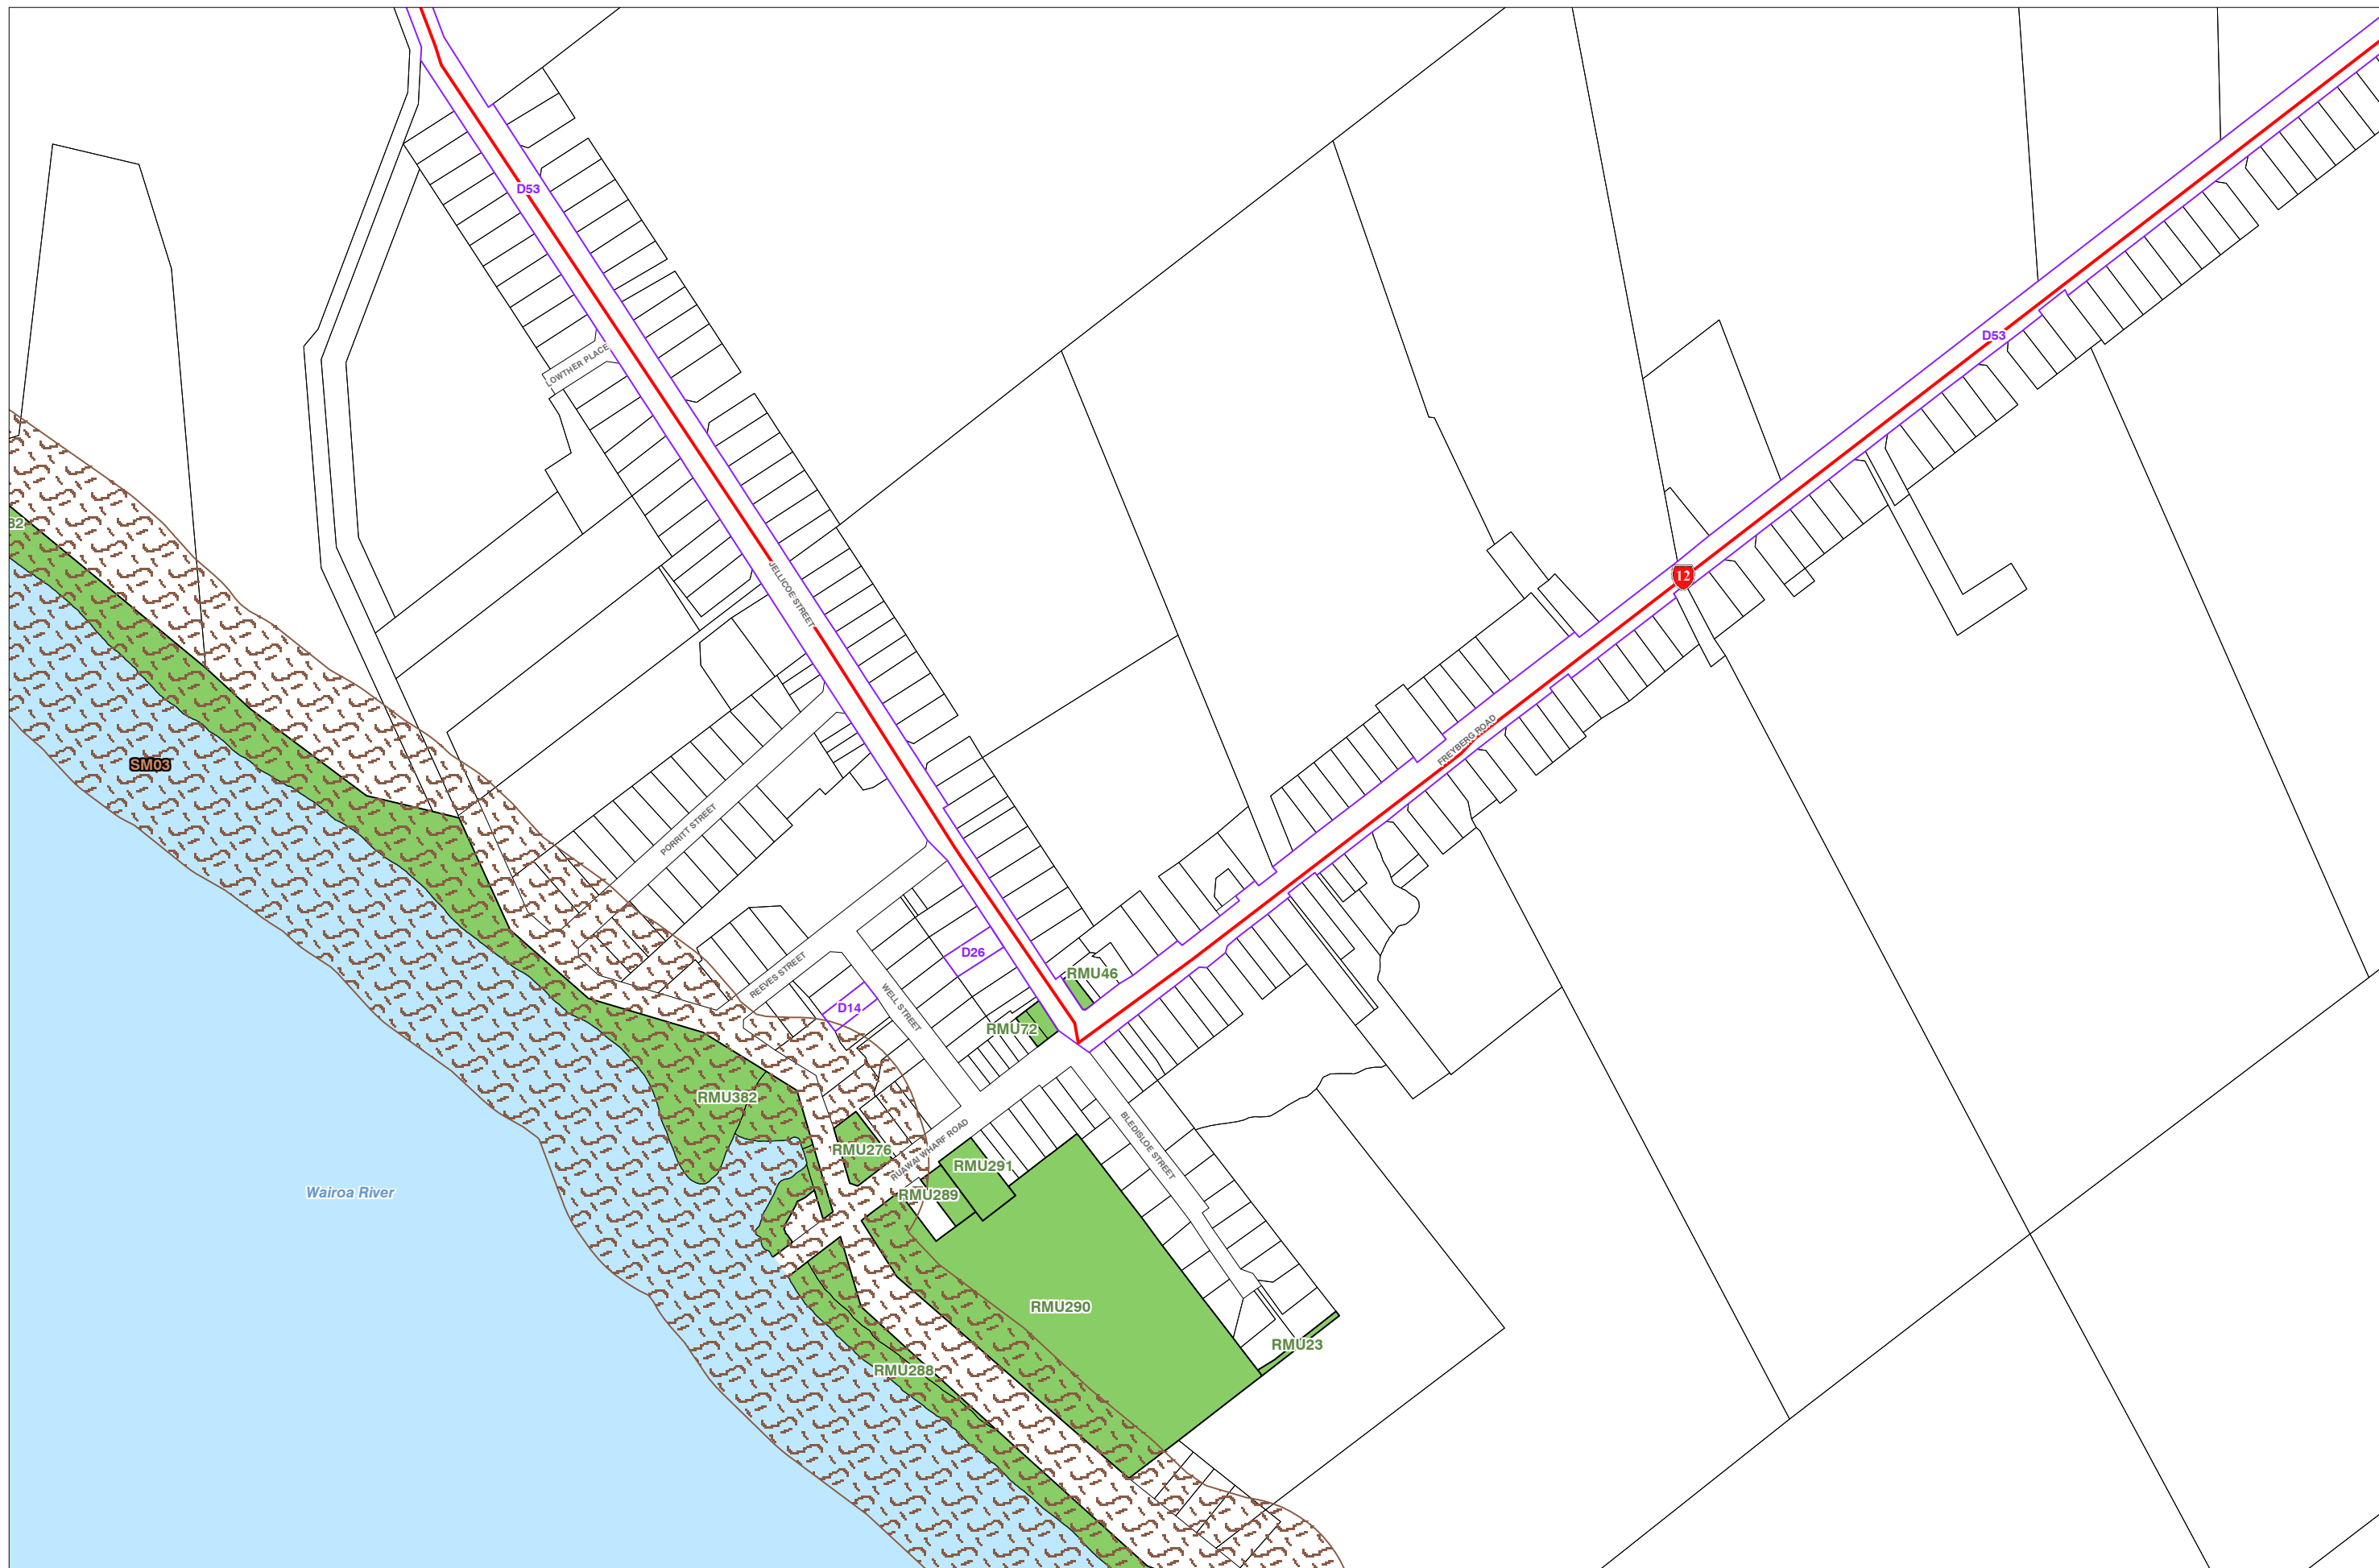 D53
D53
LOWTHER PLACE
32
JELLICOE STREET
12
FREYBERG ROAD
SM03
PORRITT STREET
D26
REEVES STREET
RMU46
WELL STREET
D14
RMU72
RMU382
BLEDISLOE STREET
RMU276
RUAWAI WHARF ROAD
RMU291
Wairoa River
RMU289
RMU290
RMU23
RMU288